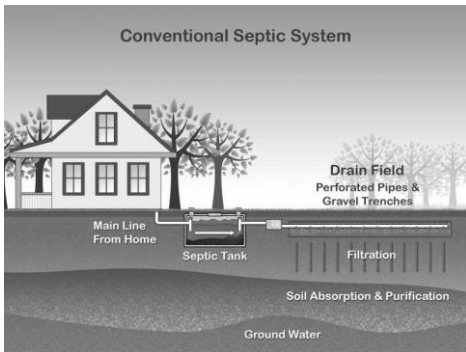 Conventional Septic System
Drain Field
Perforated Pipes &
Gravel Trenches
Main Line
From Home
Septic Tank
Filtration
Soil Absorption & Purification
Ground Water